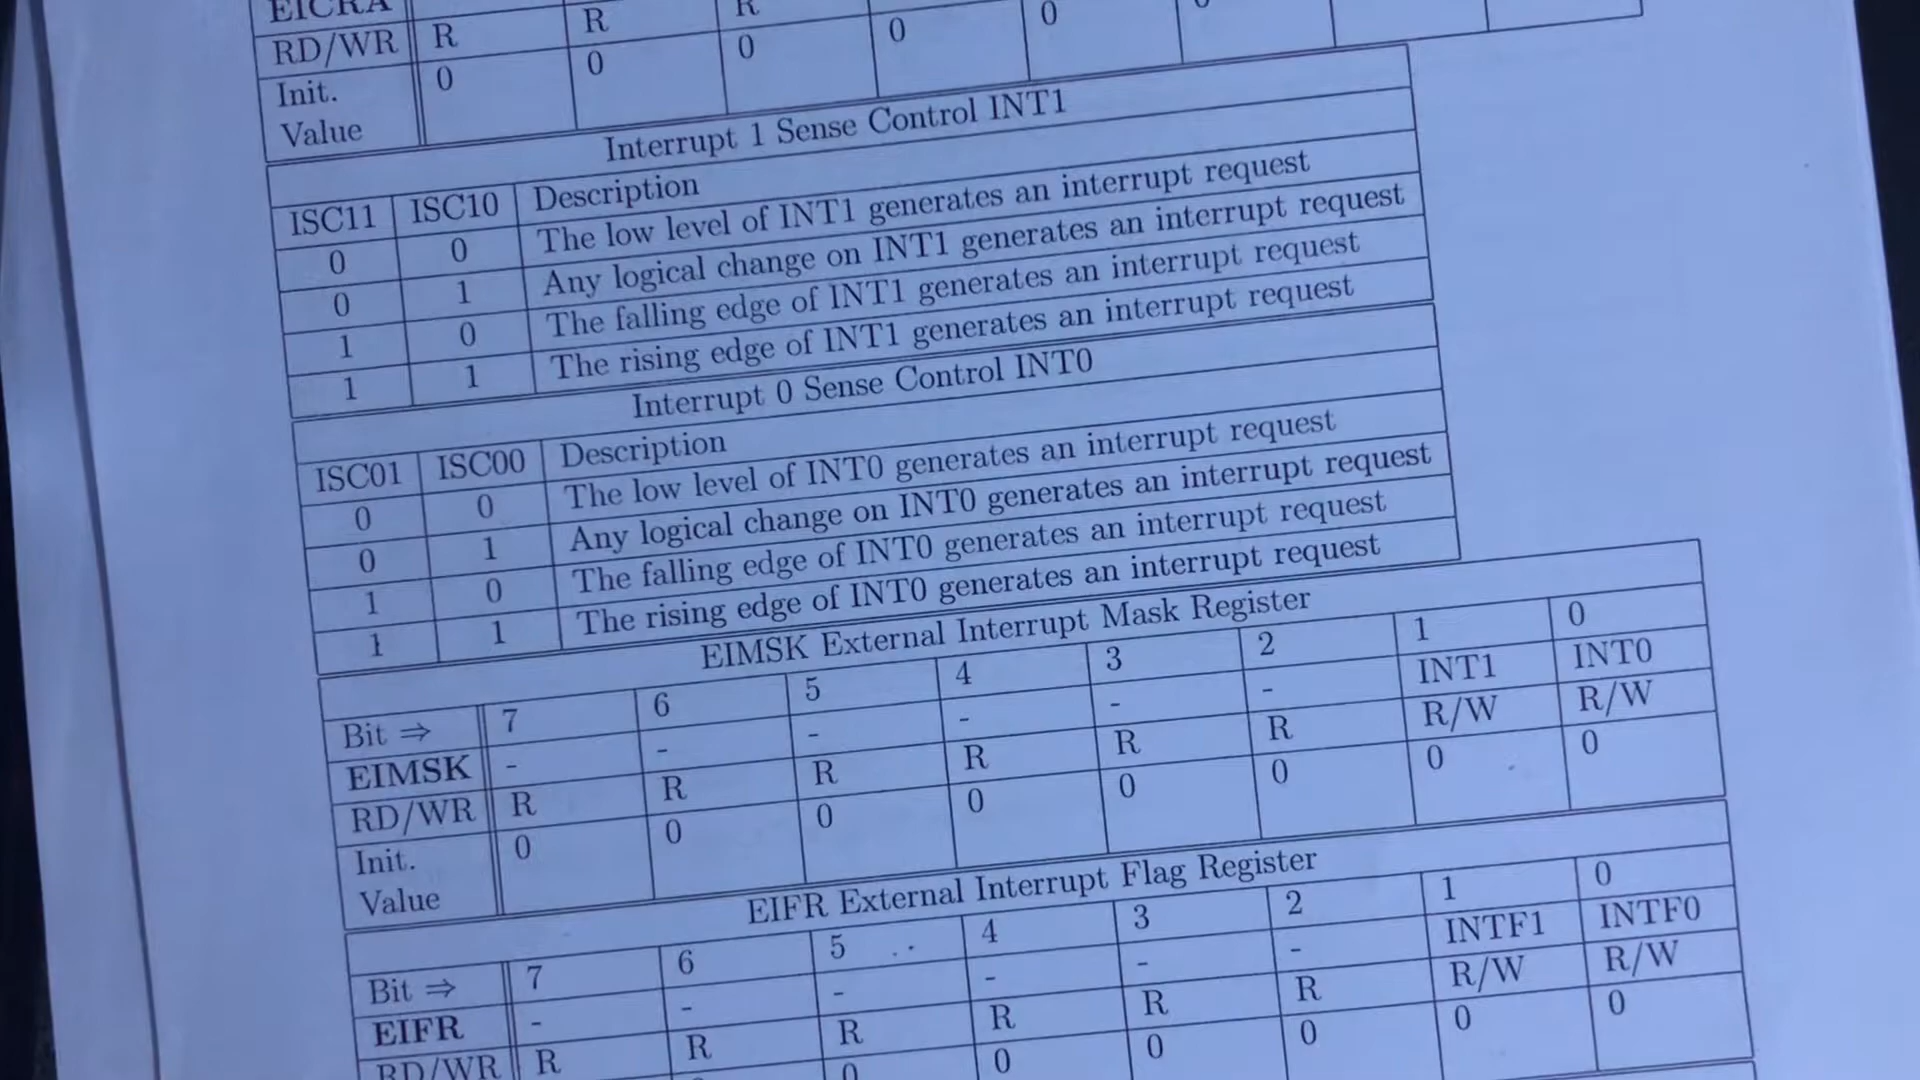 EICRA
RD/WR R R R
Init. Value 0 0 0 0 0
Interrupt 1 Sense Control INT1
ISC11 ISC10 Description
0 0 The low level of INT1 generates an interrupt request
0 1 Any logical change on INT1 generates an interrupt request
1 0 The falling edge of INT1 generates an interrupt request
1 1 The rising edge of INT1 generates an interrupt request
Interrupt 0 Sense Control INT0
ISC01 ISC00 Description
0 0 The low level of INT0 generates an interrupt request
0 1 Any logical change on INT0 generates an interrupt request
1 0 The falling edge of INT0 generates an interrupt request
1 1 The rising edge of INT0 generates an interrupt request
EIMSK External Interrupt Mask Register
Bit ⇒ 7 6 5 4 3 2 1 0
EIMSK - - - - - - INT1 INT0
RD/WR R R R R R R R/W R/W
Init. Value 0 0 0 0 0 0 0 0
EIFR External Interrupt Flag Register
Bit ⇒ 7 6 5 4 3 2 1 0
EIFR - - - - - - INTF1 INTF0
RD/WR R R R R R R R/W R/W
0 0 0 0 0 0